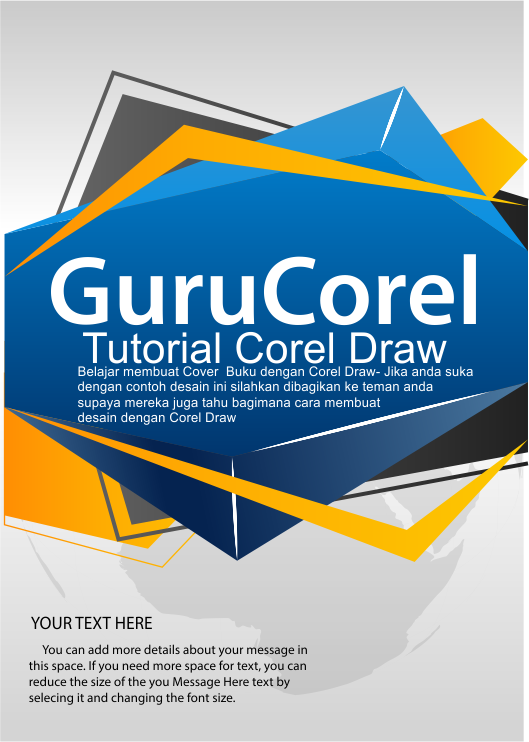 GuruCorel
Tutorial Corel Draw
Belajar membuat Cover  Buku dengan Corel Draw- Jika anda suka
dengan contoh desain ini silahkan dibagikan ke teman anda
supaya mereka juga tahu bagimana cara membuat
desain dengan Corel Draw
YOUR TEXT HERE
You can add more details about your message in
this space. If you need more space for text, you can
reduce the size of the you Message Here text by
selecing it and changing the font size.